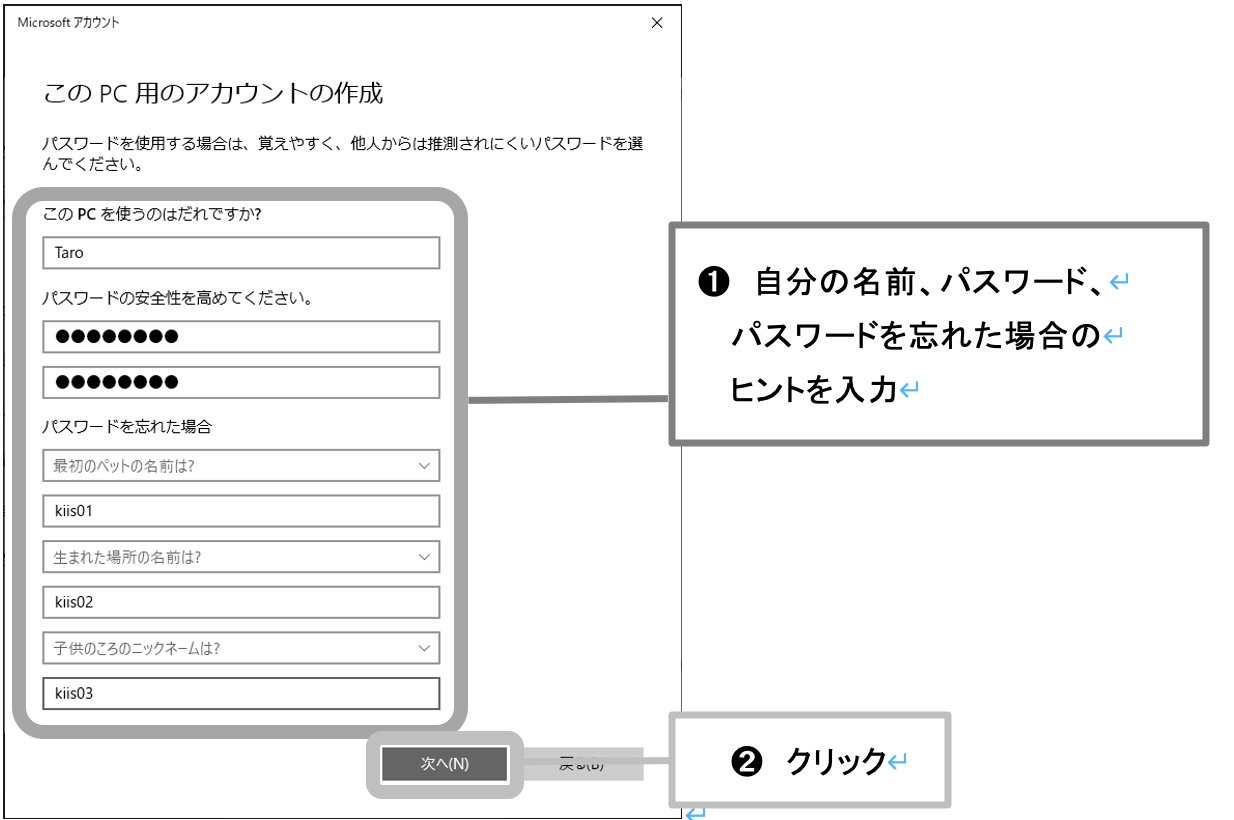 Microsoft アカウント
この PC 用のアカウントの作成
パスワードを使用する場合は、覚えやすく、他人からは推測されにくいパスワードを選
んでください。
この PC を使うのはだれですか?
Taro
パスワードの安全性を高めてください。
●●●●●●●●
●●●●●●●●
パスワードを忘れた場合
最初のペットの名前は?
kiis01
生まれた場所の名前は?
kiis02
子供のころのニックネームは?
kiis03
次へ(N)
戻る(B)
❶ 自分の名前、パスワード、↵
パスワードを忘れた場合の↵
ヒントを入力↵
❷ クリック↵
↵